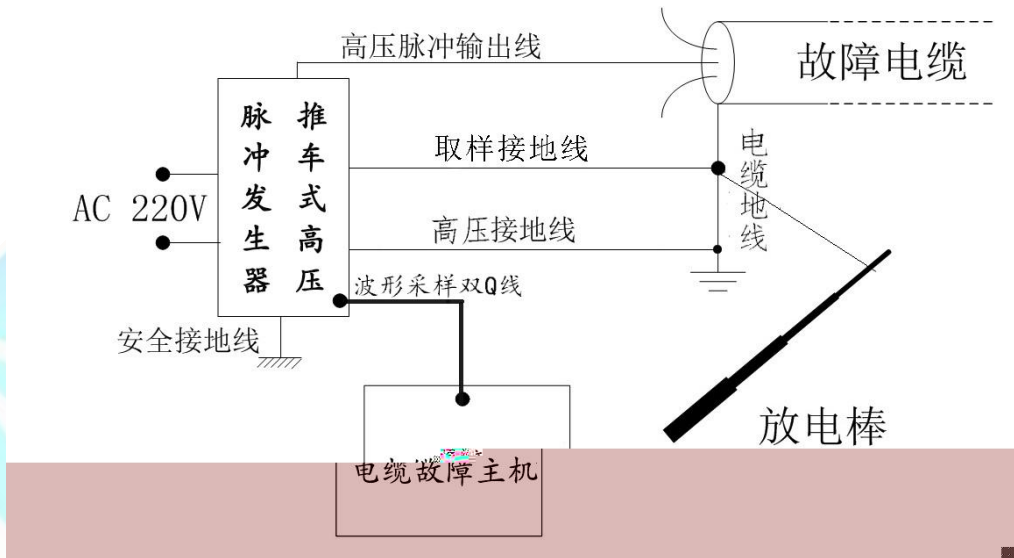 高压脉冲输出线
故障电缆
推车式高压
脉冲发生器
取样接地线
电缆地线
AC 220V
高压接地线
波形采样双Q线
安全接地线
放电棒
电缆故障主机